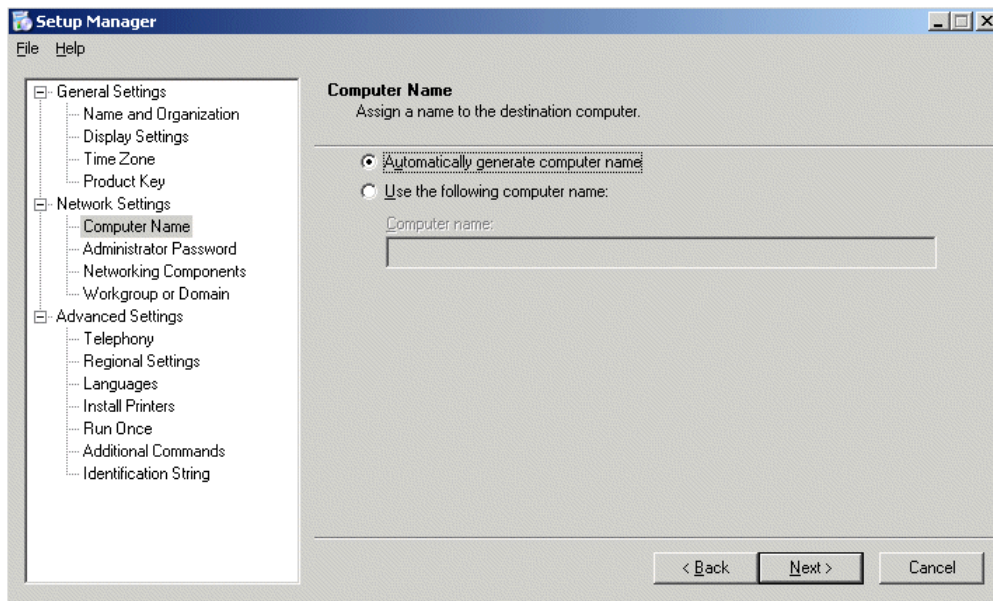 Setup Manager
File Help
General Settings
Name and Organization
Display Settings
Time Zone
Product Key
Network Settings
Computer Name
Administrator Password
Networking Components
Workgroup or Domain
Advanced Settings
Telephony
Regional Settings
Languages
Install Printers
Run Once
Additional Commands
Identification String
Computer Name
Assign a name to the destination computer.
Automatically generate computer name
Use the following computer name:
Computer name:
< Back Next > Cancel